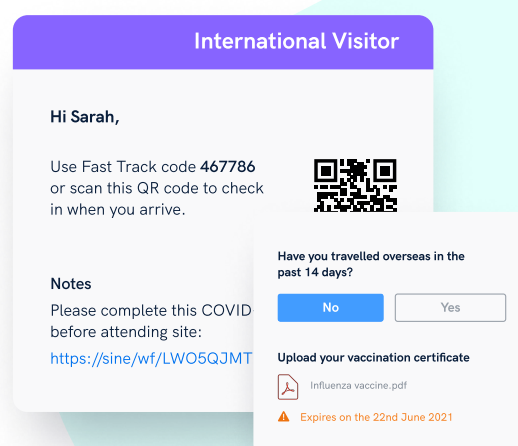 International Visitor
Hi Sarah,
Use Fast Track code 467786
or scan this QR code to check
in when you arrive.
Notes
Please complete this COVID-
before attending site:
https://sine/wf/LWO5QJMT
Have you travelled overseas in the
past 14 days?
No
Yes
Upload your vaccination certificate
Influenza vaccine.pdf
Expires on the 22nd June 2021